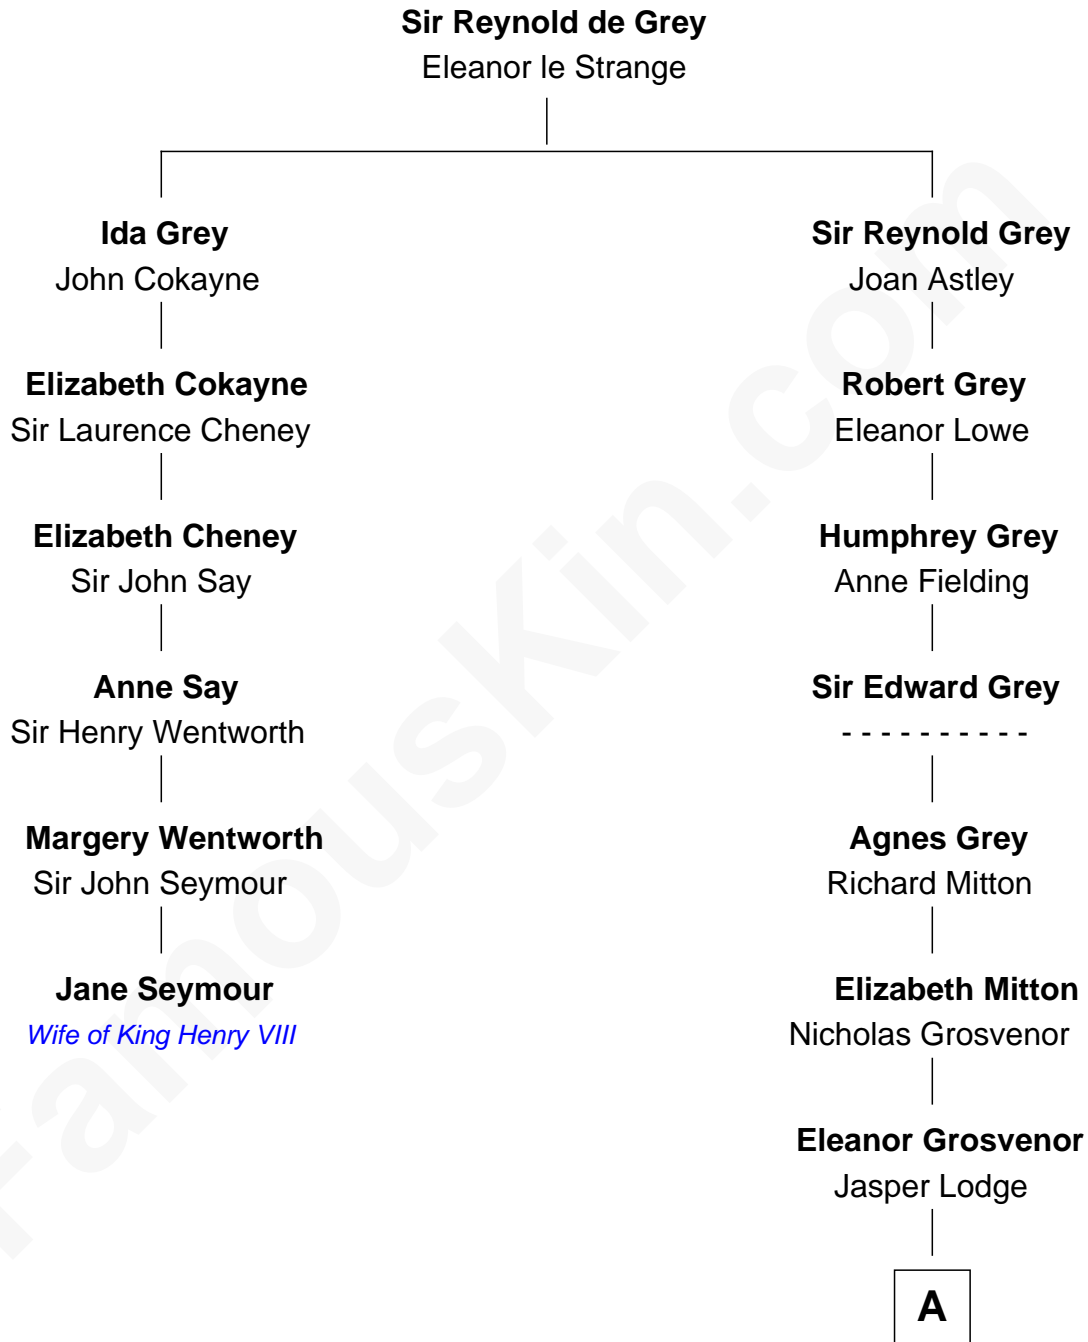 Sir Reynold de Grey
Eleanor le Strange
Ida Grey
John Cokayne
Elizabeth Cokayne
Sir Laurence Cheney
Elizabeth Cheney
Sir John Say
Anne Say
Sir Henry Wentworth
Margery Wentworth
Sir John Seymour
Jane Seymour
Wife of King Henry VIII
Sir Reynold Grey
Joan Astley
Robert Grey
Eleanor Lowe
Humphrey Grey
Anne Fielding
Sir Edward Grey
- - - - - - - - - -
Agnes Grey
Richard Mitton
Elizabeth Mitton
Nicholas Grosvenor
Eleanor Grosvenor
Jasper Lodge
A
FamousKin.com